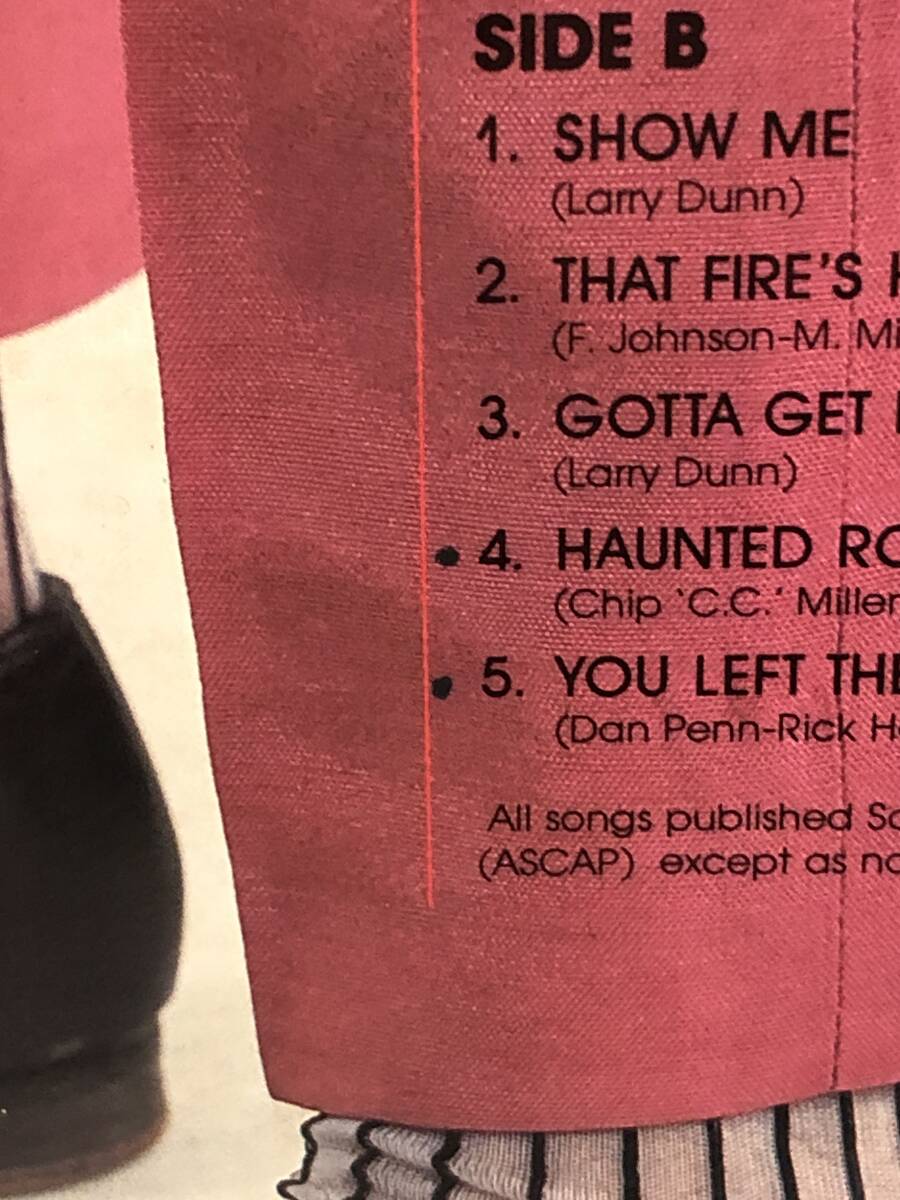 SIDE B
1. SHOW ME
(Larry Dunn)
2. THAT FIRE'S
(F. Johnson-M.
3. GOTTA GET
(Larry Dunn)
• 4. HAUNTED
(Chip 'C.C.' Miller
• 5. YOU LEFT
(Dan Penn-Rick
All songs published
(ASCAP) except as